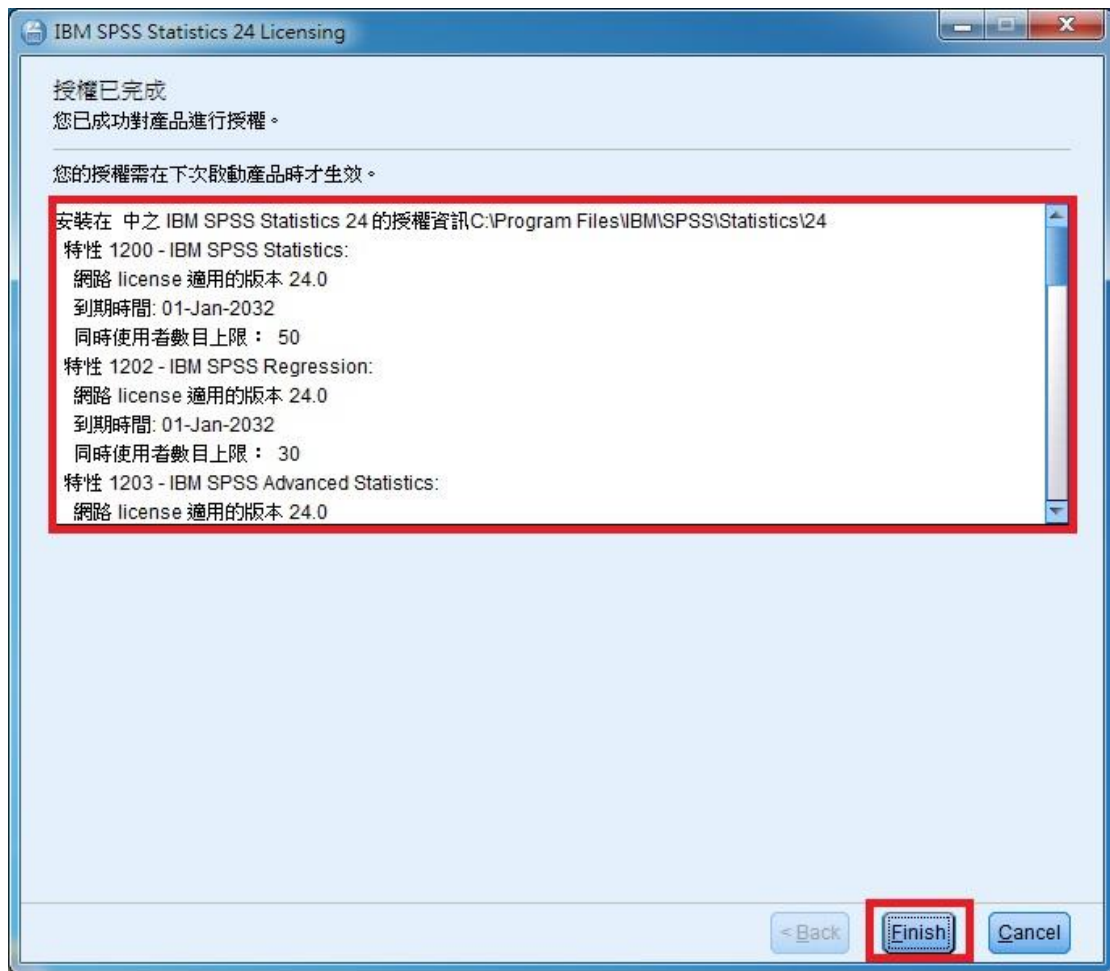 IBM SPSS Statistics 24 Licensing
授權已完成
您已成功對產品進行授權。
您的授權需在下次啟動產品時才生效。
安裝在 中之 IBM SPSS Statistics 24 的授權資訊C:\Program Files\IBM\SPSS\Statistics\24
特性 1200 - IBM SPSS Statistics:
網路 license 適用的版本 24.0
到期時間: 01-Jan-2032
同時使用者數目上限： 50
特性 1202 - IBM SPSS Regression:
網路 license 適用的版本 24.0
到期時間: 01-Jan-2032
同時使用者數目上限： 30
特性 1203 - IBM SPSS Advanced Statistics:
網路 license 適用的版本 24.0
< Back Finish Cancel